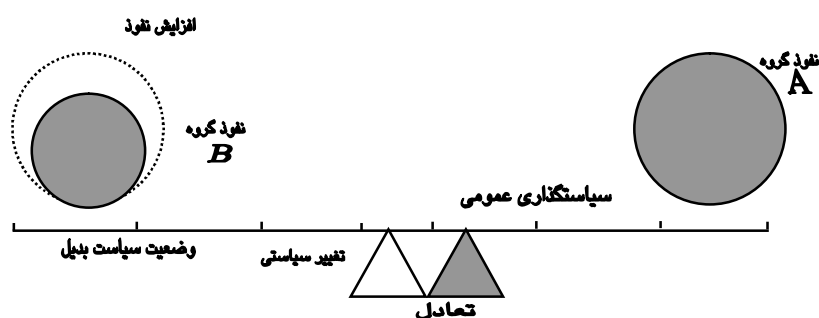 افزایش نفوذ
نفوذ گروه
A
نفوذ گروه
B
سیاستگذاری عمومی
وضعیت سیاست بدیل
تغییر سیاستی
تعادل